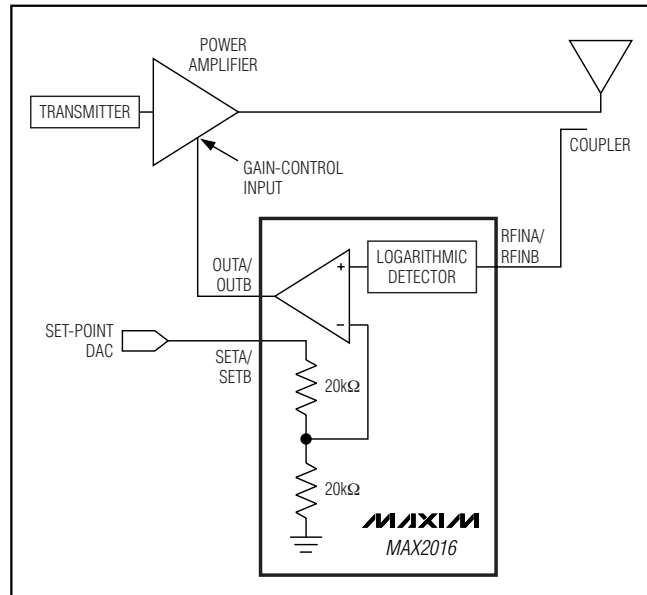 POWER
AMPLIFIER
TRANSMITTER
GAIN-CONTROL
INPUT
COUPLER
RFINA/
RFINB
LOGARITHMIC
DETECTOR
OUTA/
OUTB
+
−
SET-POINT
DAC
SETA/
SETB
20kΩ
20kΩ
MAXIM
MAX2016